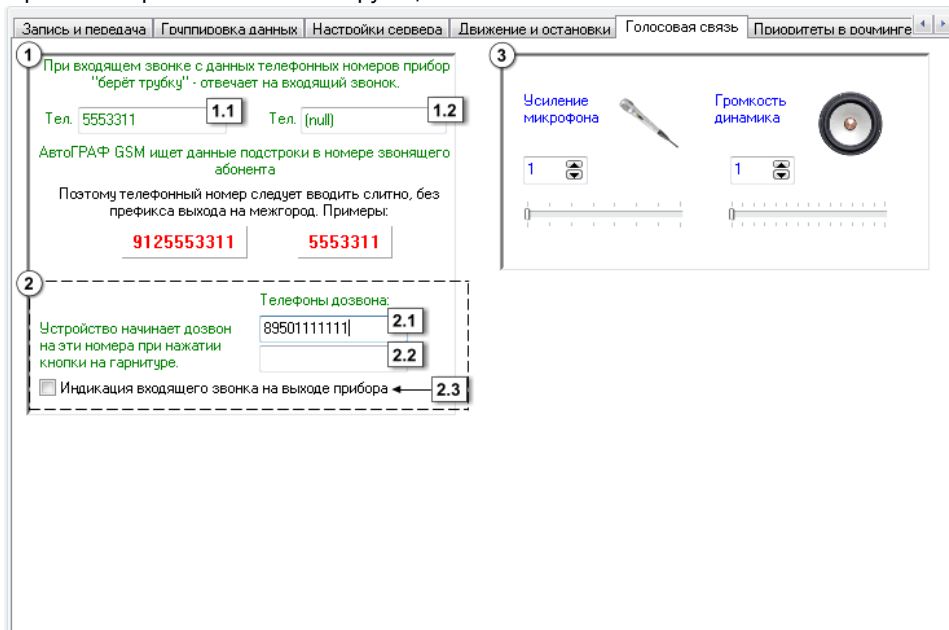 Запись и передача Группировка данных Настройки сервера Движение и остановки Голосовая связь Приоритеты в роуминге
1
При входящем звонке с данных телефонных номеров прибор
"берёт трубку" - отвечает на входящий звонок.
Тел. 5553311 1.1 Тел. (null) 1.2
АвтоГРАФ GSM ищет данные подстроки в номере звонящего
абонента
Поэтому телефонный номер следует вводить слитно, без
префикса выхода на межгород. Примеры:
9125553311 5553311
2
Телефоны дозвона:
Устройство начинает дозвон
на эти номера при нажатии
кнопки на гарнитуре.
89501111111 2.1
2.2
Индикация входящего звонка на выходе прибора 2.3
3
Усиление
микрофона
1
Громкость
динамика
1